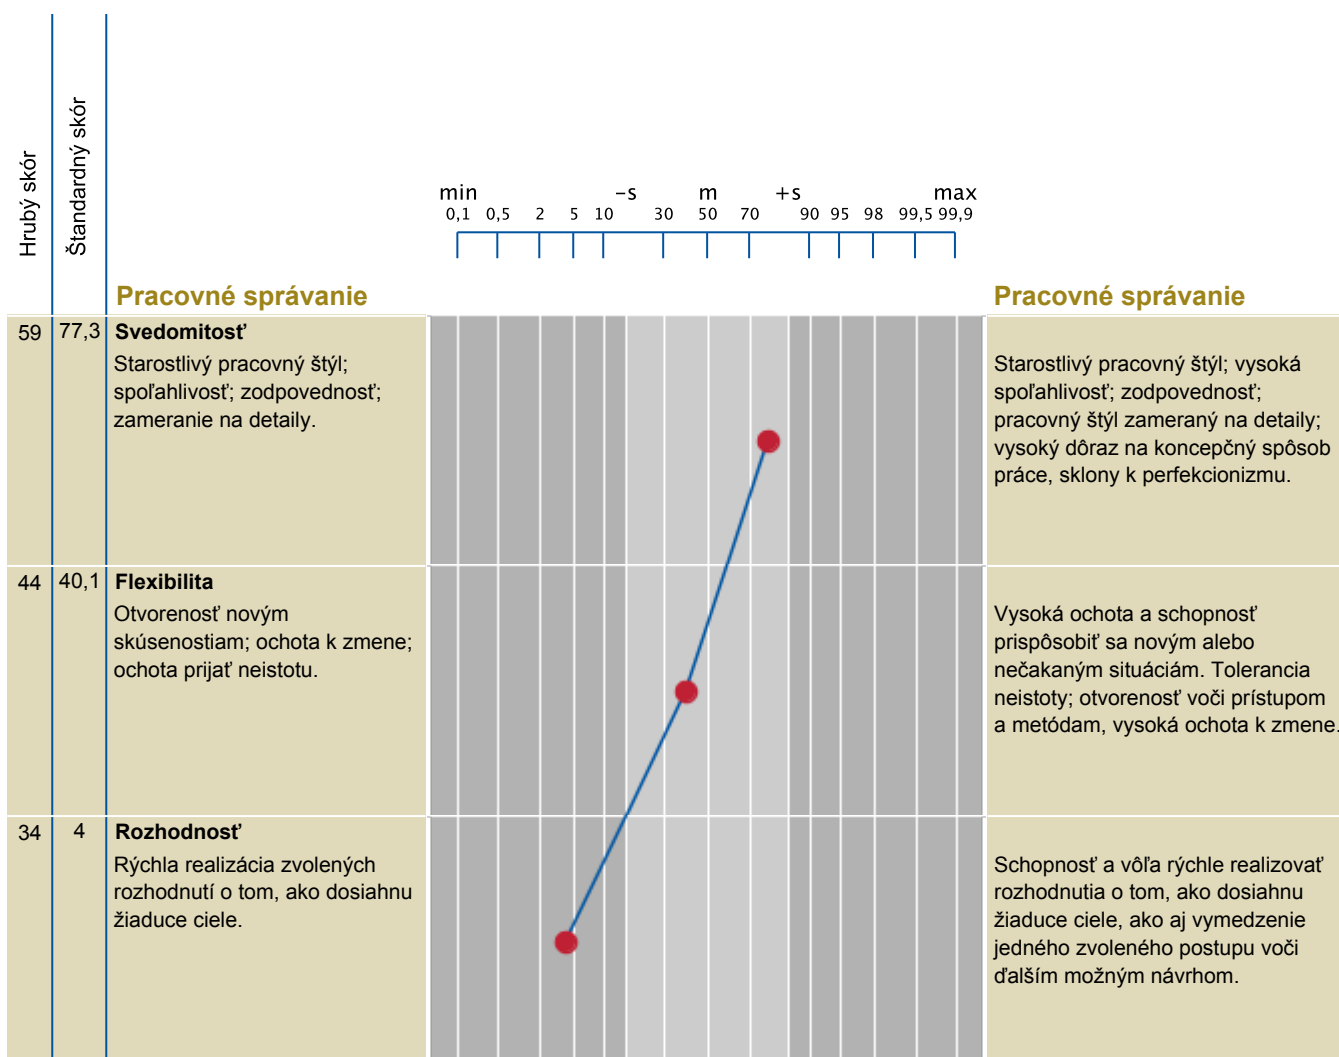 Hrubý skór
Štandardný skór
min -s m +s max
0,1 0,5 2 5 10 30 50 70 90 95 98 99,5 99,9
Pracovné správanie
Pracovné správanie
59 77,3 Svedomitosť
Starostlivý pracovný štýl;
spoľahlivosť; zodpovednosť;
zameranie na detaily.
Starostlivý pracovný štýl; vysoká
spoľahlivosť; zodpovednosť;
pracovný štýl zameraný na detaily;
vysoký dôraz na koncepčný spôsob
práce, sklony k perfekcionizmu.
44 40,1 Flexibilita
Otvorenosť novým
skúsenostiam; ochota k zmene;
ochota prijať neistotu.
Vysoká ochota a schopnosť
prispôsobiť sa novým alebo
nečakaným situáciám. Tolerancia
neistoty; otvorenosť voči prístupom
a metódam, vysoká ochota k zmene.
34 4 Rozhodnosť
Rýchla realizácia zvolených
rozhodnutí o tom, ako dosiahnu
žiaduce ciele.
Schopnosť a vôľa rýchle realizovať
rozhodnutia o tom, ako dosiahnu
žiaduce ciele, ako aj vymedzenie
jedného zvoleného postupu voči
ďalším možným návrhom.